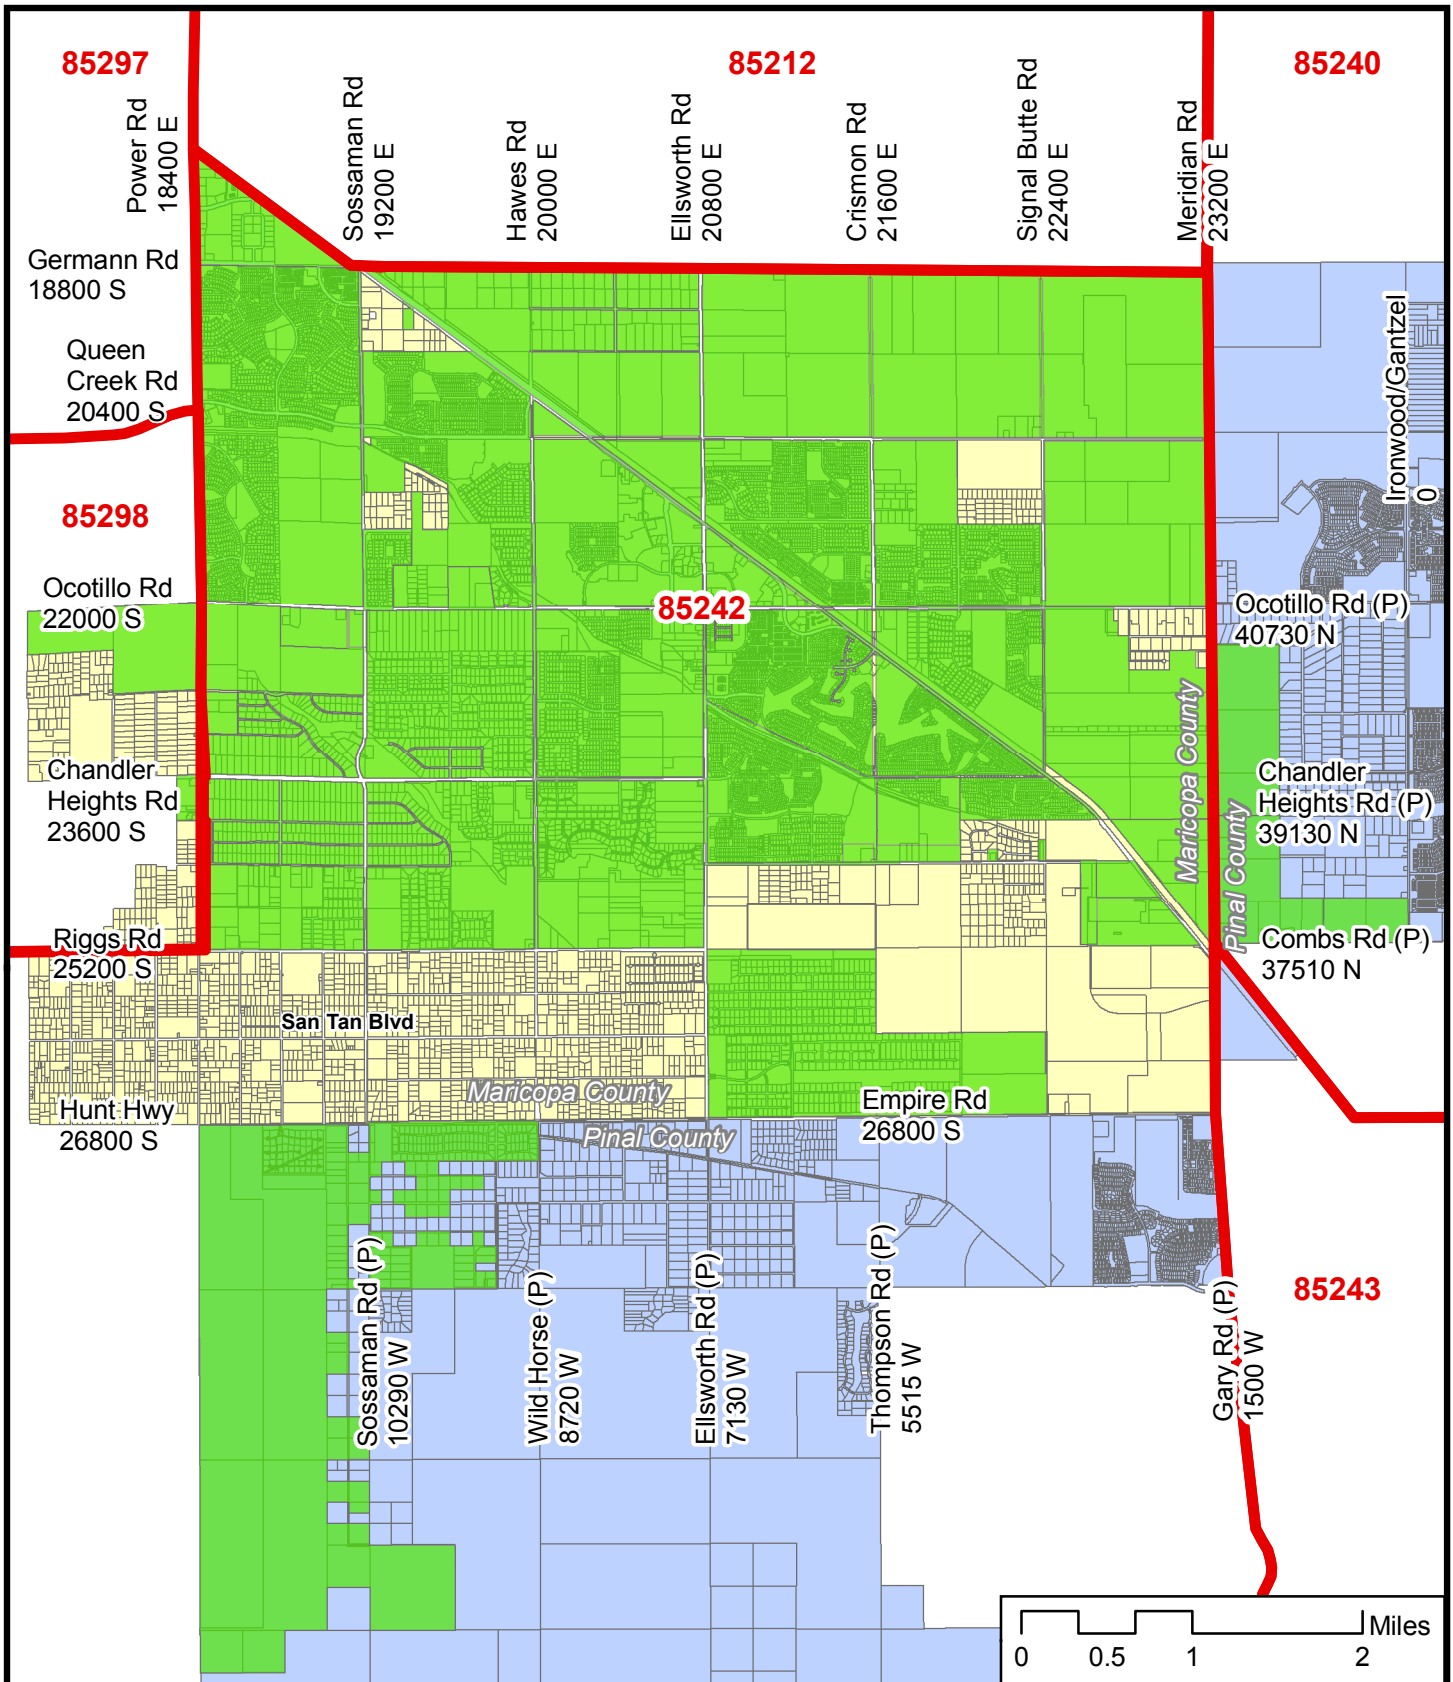 85297
85212
85240
Power Rd
18400 E
Sossaman Rd
19200 E
Hawes Rd
20000 E
Ellsworth Rd
20800 E
Crismon Rd
21600 E
Signal Butte Rd
22400 E
Meridian Rd
23200 E
Germann Rd
18800 S
Queen
Creek Rd
20400 S
Ironwood/Gantzel
0
85298
Ocotillo Rd
22000 S
85242
Ocotillo Rd (P)
40730 N
Maricopa County
Pinal County
Chandler
Heights Rd
23600 S
Chandler
Heights Rd (P)
39130 N
Riggs Rd
25200 S
Combs Rd (P)
37510 N
San Tan Blvd
Maricopa County
Pinal County
Hunt Hwy
26800 S
Empire Rd
26800 S
Sossaman Rd (P)
10290 W
Wild Horse (P)
8720 W
Ellsworth Rd (P)
7130 W
Thompson Rd (P)
5515 W
Gary Rd (P)
1500 W
85243
Miles
0 0.5 1 2